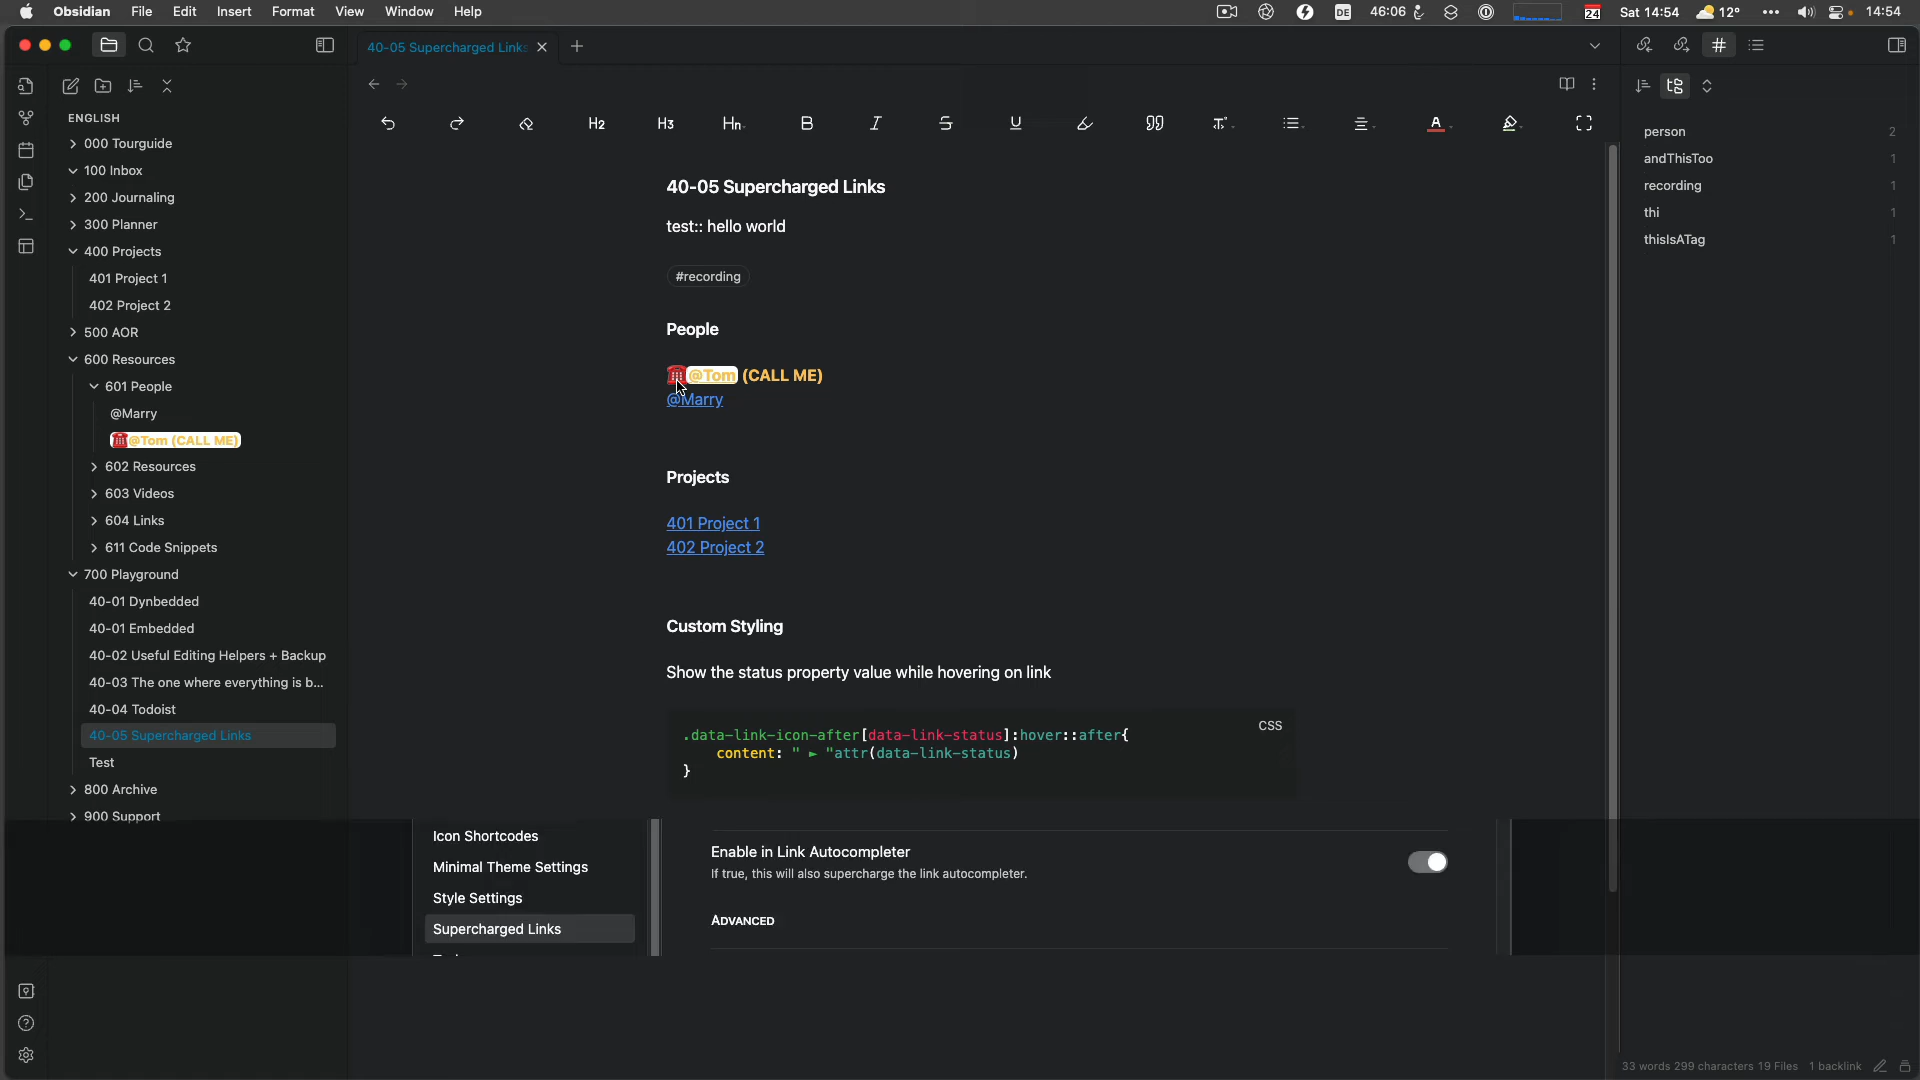 Obsidian File Edit Insert Format View Window Help DE 46:06 24 Sat 14:54 12° 14:54
40-05 Supercharged Links
H2 H3 Hn B I S U A
ENGLISH
000 Tourguide
100 Inbox
200 Journaling
300 Planner
400 Projects
401 Project 1
402 Project 2
500 AOR
600 Resources
601 People
@Marry
@Tom (CALL ME)
602 Resources
603 Videos
604 Links
611 Code Snippets
700 Playground
40-01 Dynbedded
40-01 Embedded
40-02 Useful Editing Helpers + Backup
40-03 The one where everything is b...
40-04 Todoist
40-05 Supercharged Links
Test
800 Archive
900 Support
40-05 Supercharged Links
test:: hello world
#recording
People
@Tom (CALL ME)
@Marry
Projects
401 Project 1
402 Project 2
Custom Styling
Show the status property value while hovering on link
CSS
.data-link-icon-after[data-link-status]:hover::after{
content: " ► "attr(data-link-status)
}
Icon Shortcodes
Minimal Theme Settings
Style Settings
Supercharged Links
Enable in Link Autocompleter
If true, this will also supercharge the link autocompleter.
ADVANCED
person 2
andThisToo 1
recording 1
thi 1
thisIsATag 1
33 words 299 characters 19 Files 1 backlink